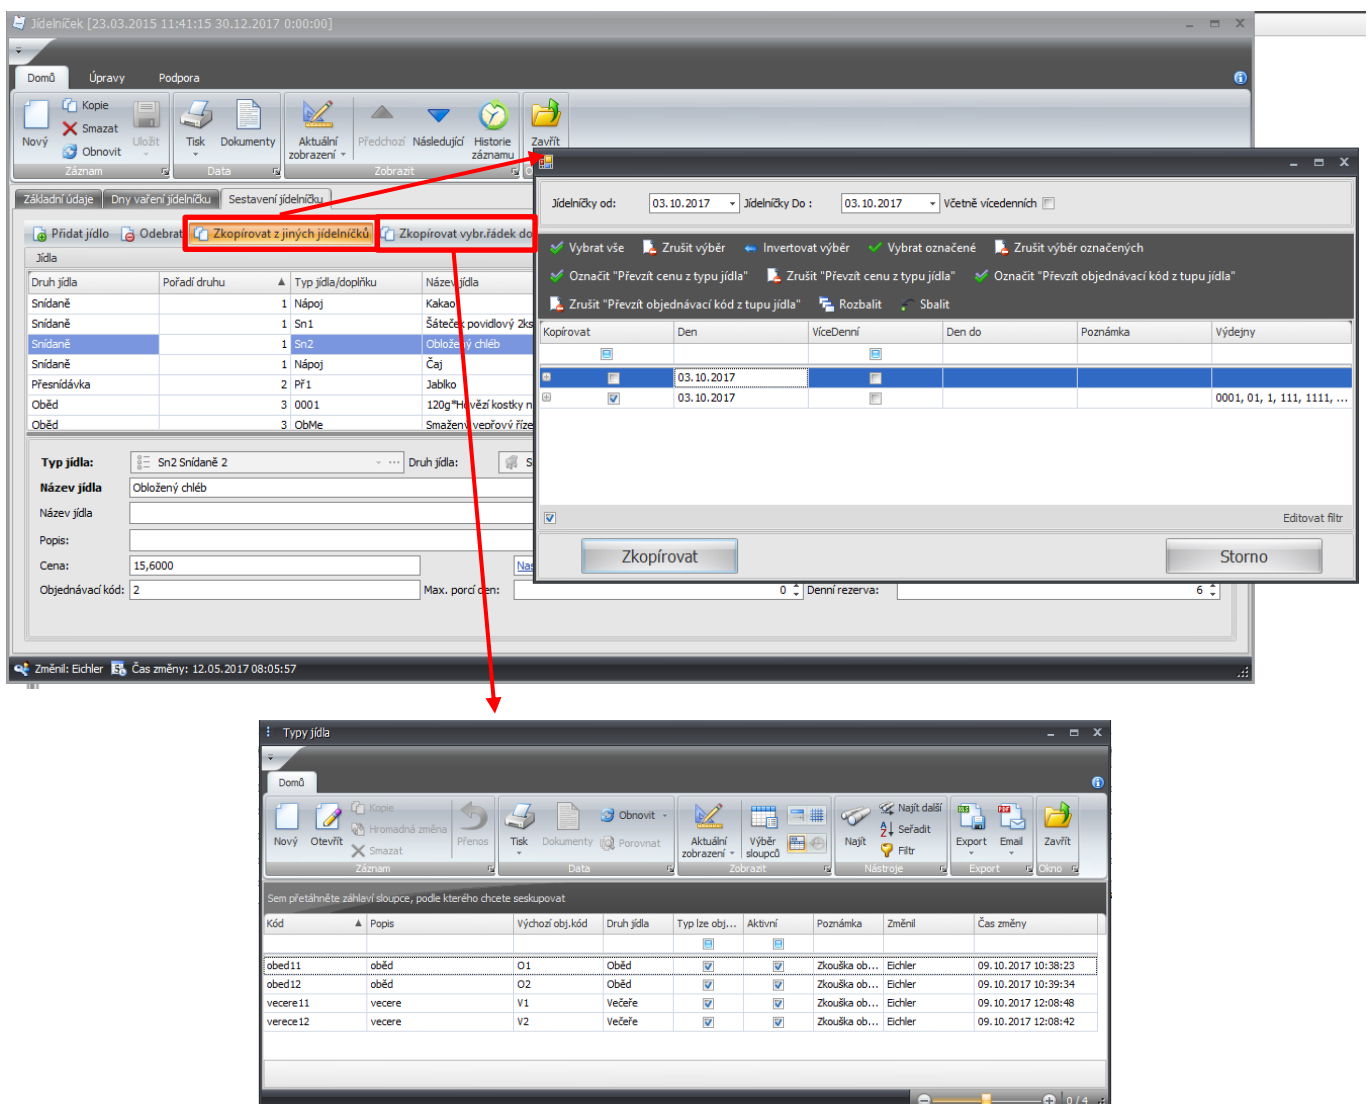 Jídelníček [23.03.2015 11:41:15 30.12.2017 0:00:00]
Domů Úpravy Podpora
Nový Kopie Smazat Obnovit Uložit
Tisk Dokumenty
Aktuální zobrazení Předchozí Následující Historie záznamu
Zavřít
Záznam Data Zobrazit
Základní údaje Dny vaření jídelníčku Sestavení jídelníčku
Přidat jídlo Odebrat Zkopírovat z jiných jídelníčků Zkopírovat vybr.řádek do
Jídla
Druh jídla Pořadí druhu Typ jídla/doplňku Název jídla
Snídaně 1 Nápoj Kakao
Snídaně 1 Sn1 Šáteček povidlový 2ks
Snídaně 1 Sn2 Obložený chléb
Snídaně 1 Nápoj Čaj
Přesnídávka 2 Př1 Jablko
Oběd 3 0001 120g*Hovězí kostky n
Oběd 3 ObMe Smažený vepřový říze
Typ jídla: Sn2 Snídaně 2 Druh jídla: S
Název jídla Obložený chléb
Název jídla
Popis:
Cena: 15,6000 Nas
Objednávací kód: 2 Max. porcí den: 0 Denní rezerva: 6
Změnil: Eichler Čas změny: 12.05.2017 08:05:57
Jídelníčky od: 03.10.2017 Jídelníčky Do : 03.10.2017 Včetně vícedenních
Vybrat vše Zrušit výběr Invertovat výběr Vybrat označené Zrušit výběr označených
Označit "Převzít cenu z typu jídla" Zrušit "Převzít cenu z typu jídla" Označit "Převzít objednávací kód z tupu jídla"
Zrušit "Převzít objednávací kód z tupu jídla" Rozbalit Sbalit
Kopírovat Den VíceDenní Den do Poznámka Výdejny
03.10.2017
03.10.2017 0001, 01, 1, 111, 1111, ...
Editovat filtr
Zkopírovat Storno
Typy jídla
Domů
Nový Otevřít Kopie Hromadná změna Smazat Přenos
Tisk Dokumenty Obnovit Porovnat
Aktuální zobrazení Výběr sloupců
Najít Najít další Seřadit Filtr
Export Email Zavřít
Záznam Data Zobrazit Nástroje Export Okno
Sem přetáhněte záhlaví sloupce, podle kterého chcete seskupovat
Kód Popis Výchozí obj.kód Druh jídla Typ lze obj... Aktivní Poznámka Změnil Čas změny
obed11 oběd O1 Oběd Zkouška ob... Eichler 09.10.2017 10:38:23
obed12 oběd O2 Oběd Zkouška ob... Eichler 09.10.2017 10:39:34
vecere11 vecere V1 Večeře Zkouška ob... Eichler 09.10.2017 12:08:48
verece12 vecere V2 Večeře Zkouška ob... Eichler 09.10.2017 12:08:42
0 / 4